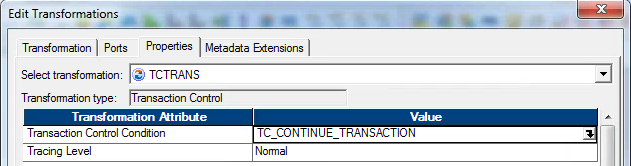 Edit Transformations
Transformation Ports Properties Metadata Extensions
Select transformation: TCTRANS
Transformation type: Transaction Control
Transformation Attribute Value
Transaction Control Condition TC_CONTINUE_TRANSACTION
Tracing Level Normal